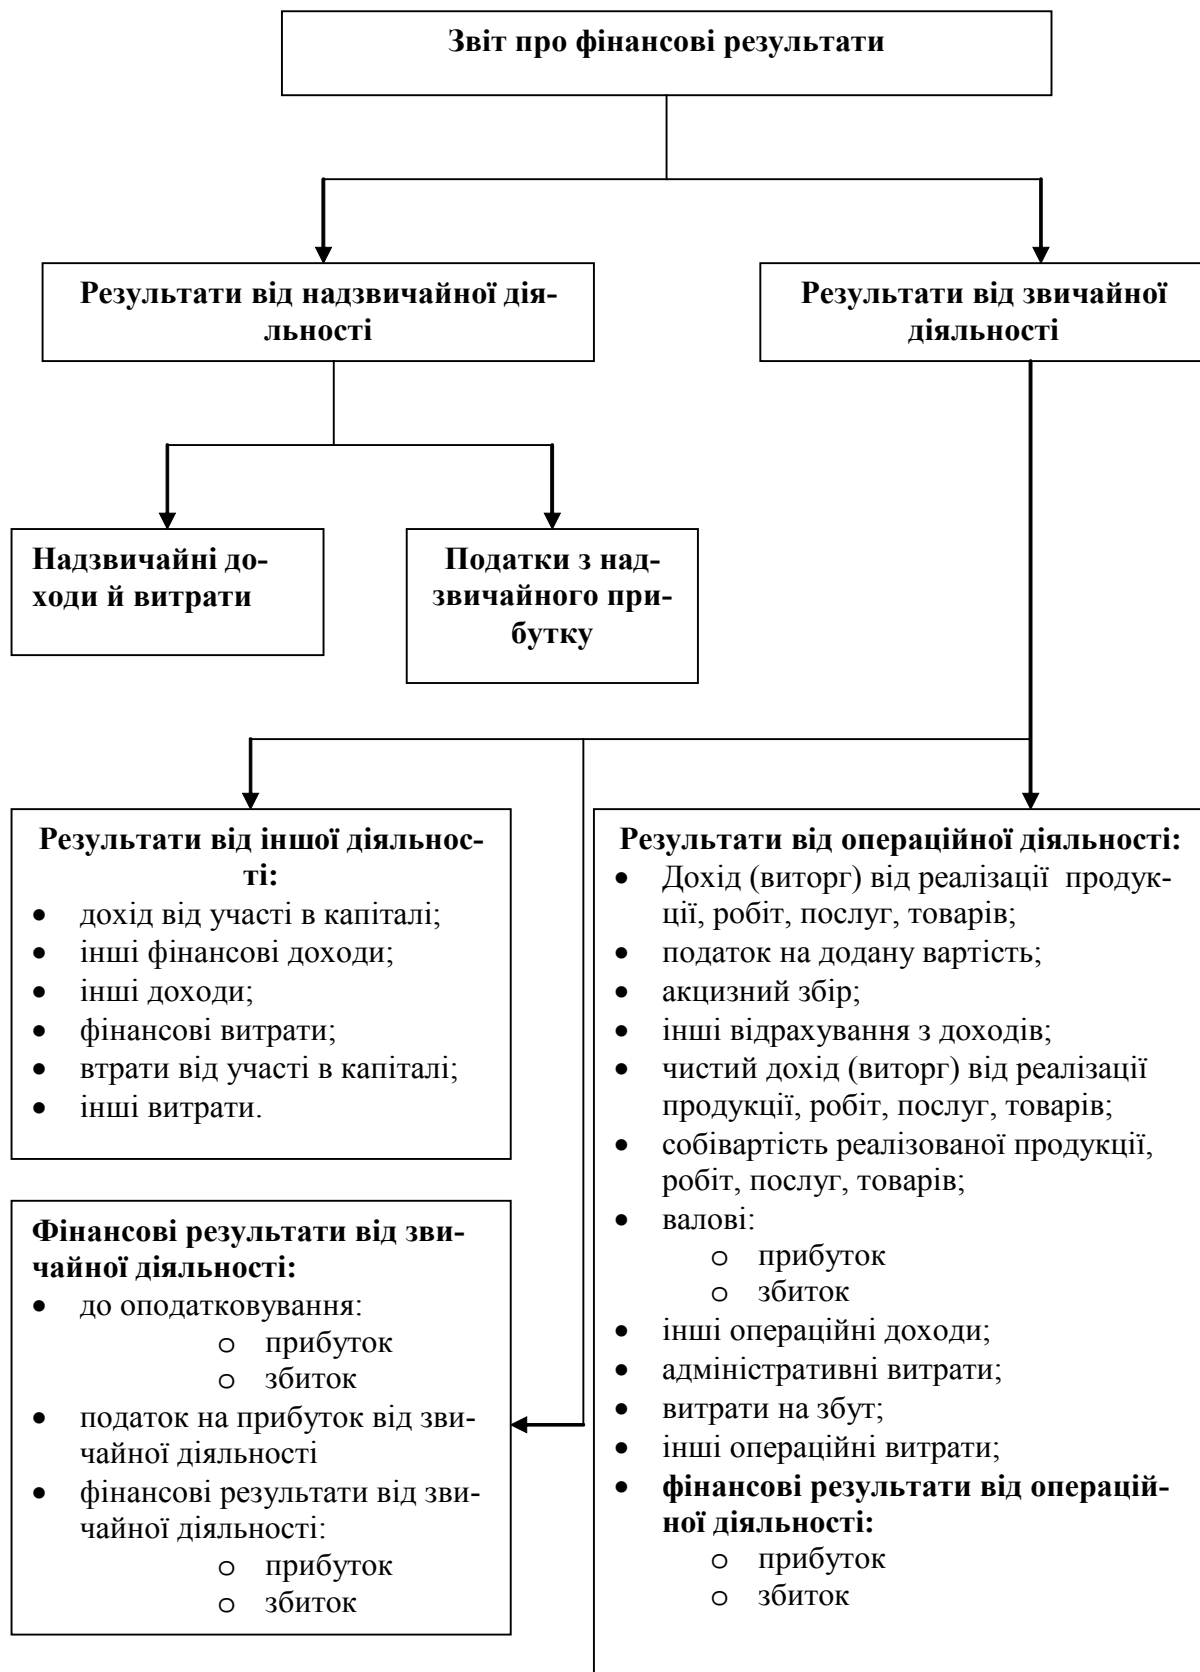 Звіт про фінансові результати
Результати від надзвичайної дія-
льності
Результати від звичайної
діяльності
Надзвичайні до-
ходи й витрати
Податки з над-
звичайного при-
бутку
Результати від іншої діяльнос-
ті:
• дохід від участі в капіталі;
• інші фінансові доходи;
• інші доходи;
• фінансові витрати;
• втрати від участі в капіталі;
• інші витрати.
Фінансові результати від зви-
чайної діяльності:
• до оподатковування:
o прибуток
o збиток
• податок на прибуток від зви-
чайної діяльності
• фінансові результати від зви-
чайної діяльності:
o прибуток
o збиток
Результати від операційної діяльності:
• Дохід (виторг) від реалізації продук-
ції, робіт, послуг, товарів;
• податок на додану вартість;
• акцизний збір;
• інші відрахування з доходів;
• чистий дохід (виторг) від реалізації
продукції, робіт, послуг, товарів;
• собівартість реалізованої продукції,
робіт, послуг, товарів;
• валові:
o прибуток
o збиток
• інші операційні доходи;
• адміністративні витрати;
• витрати на збут;
• інші операційні витрати;
• фінансові результати від операцій-
ної діяльності:
o прибуток
o збиток